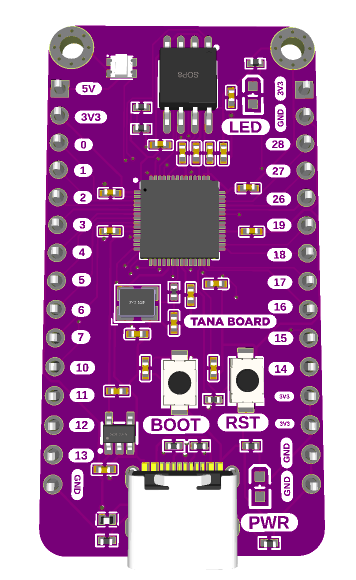 5V
3V3
0
1
2
3
4
5
6
7
10
11
12
13
GND
SOP8
LED
3V3
GND
28
27
26
19
18
17
16
15
14
3V3
3V3
GND
GND
TANA BOARD
BOOT
RST
PWR